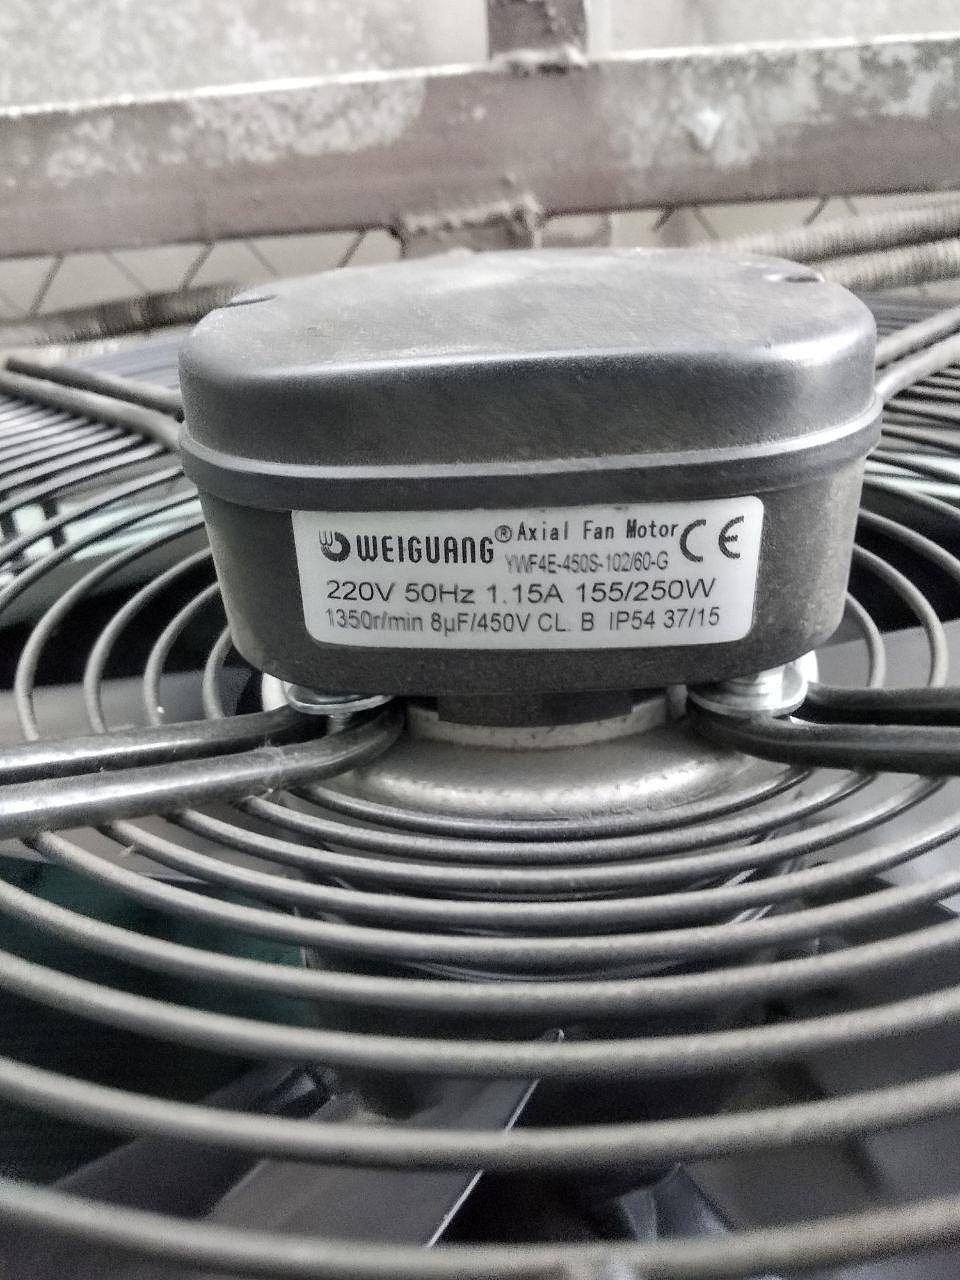 WEIGUANG® Axial Fan Motor CE
YWF4E-450S-102/60-G
220V 50Hz 1.15A 155/250W
1350r/min 8µF/450V CL. B IP54 37/15